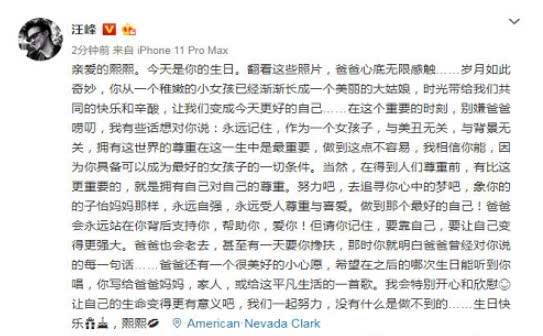 汪峰
2分钟前 来自 iPhone 11 Pro Max
亲爱的熙熙。今天是你的生日。翻看这些照片，爸爸心底无限感触……岁月如此
奇妙，你从一个稚嫩的小女孩已经渐渐长成一个美丽的大姑娘，时光带给我们共
同的快乐和辛酸，让我们变成今天更好的自己……在这个重要的时刻，别嫌爸爸
唠叨，我有些话想对你说：永远记住，作为一个女孩子，与美丑无关，与背景无
关，拥有这世界的尊重在这一生中是最重要，做到这点不容易，我相信你能，因
为你具备可以成为最好的女孩子的一切条件。当然，在得到人们尊重前，有比这
更重要的，就是拥有自己对自己的尊重。努力吧，去追寻你心中的梦吧，象你的
的子怡妈妈那样，永远自强，永远受人尊重与喜爱。做到那个最好的自己！爸爸
会永远站在你背后支持你，帮助你，爱你！但请你记住，要靠自己，要让自己变
得更强大。爸爸也会老去，甚至有一天要你搀扶，那时你就明白爸爸曾经对你说
的每一句话……爸爸还有一个很美好的小心愿，希望在之后的哪次生日能听到你
唱，你写给爸爸妈妈，家人，或给这平凡生活的一首歌。我会特别开心和欣慰
让自己的生命变得更有意义吧，我们一起努力，没有什么是做不到的……生日快
乐，熙熙 American·Nevada Clark